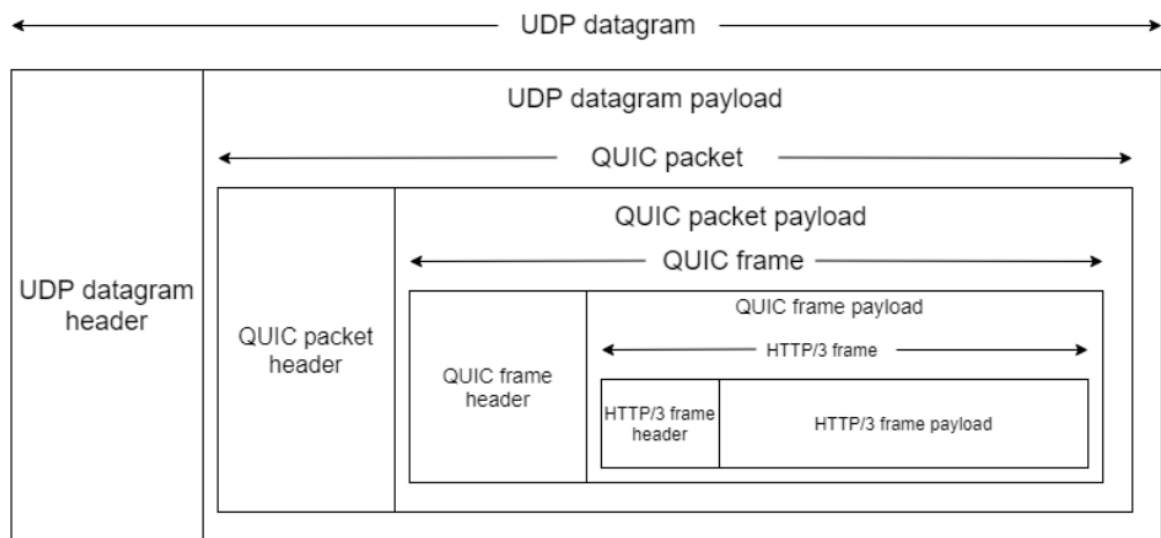 UDP datagram
UDP datagram payload
QUIC packet
QUIC packet payload
QUIC frame
UDP datagram
header
QUIC packet
header
QUIC frame
header
QUIC frame payload
HTTP/3 frame
HTTP/3 frame
header
HTTP/3 frame payload